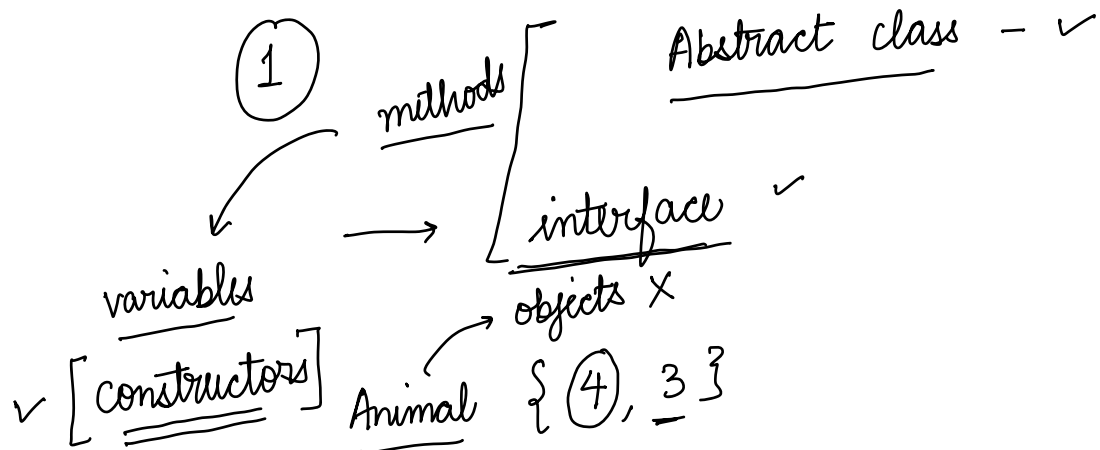 1
Abstract class - ✓
methods
interface ✓
variables
objects X
✓ [constructors]
Animal { 4, 3 }